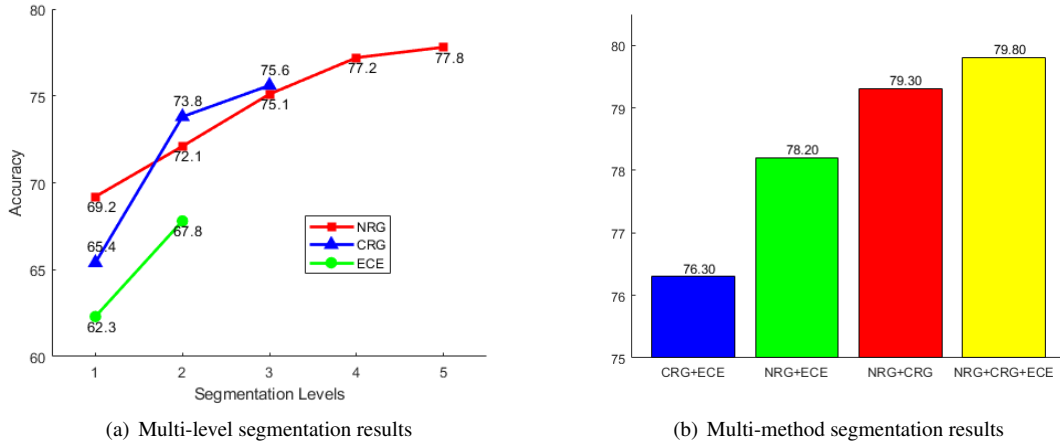 80
75
70
65
60
Accuracy
69.2
72.1
75.1
77.2
77.8
65.4
73.8
75.6
62.3
67.8
NRG
CRG
ECE
1 2 3 4 5
Segmentation Levels
(a) Multi-level segmentation results
80
79
78
77
76
75
76.30
78.20
79.30
79.80
CRG+ECE NRG+ECE NRG+CRG NRG+CRG+ECE
(b) Multi-method segmentation results